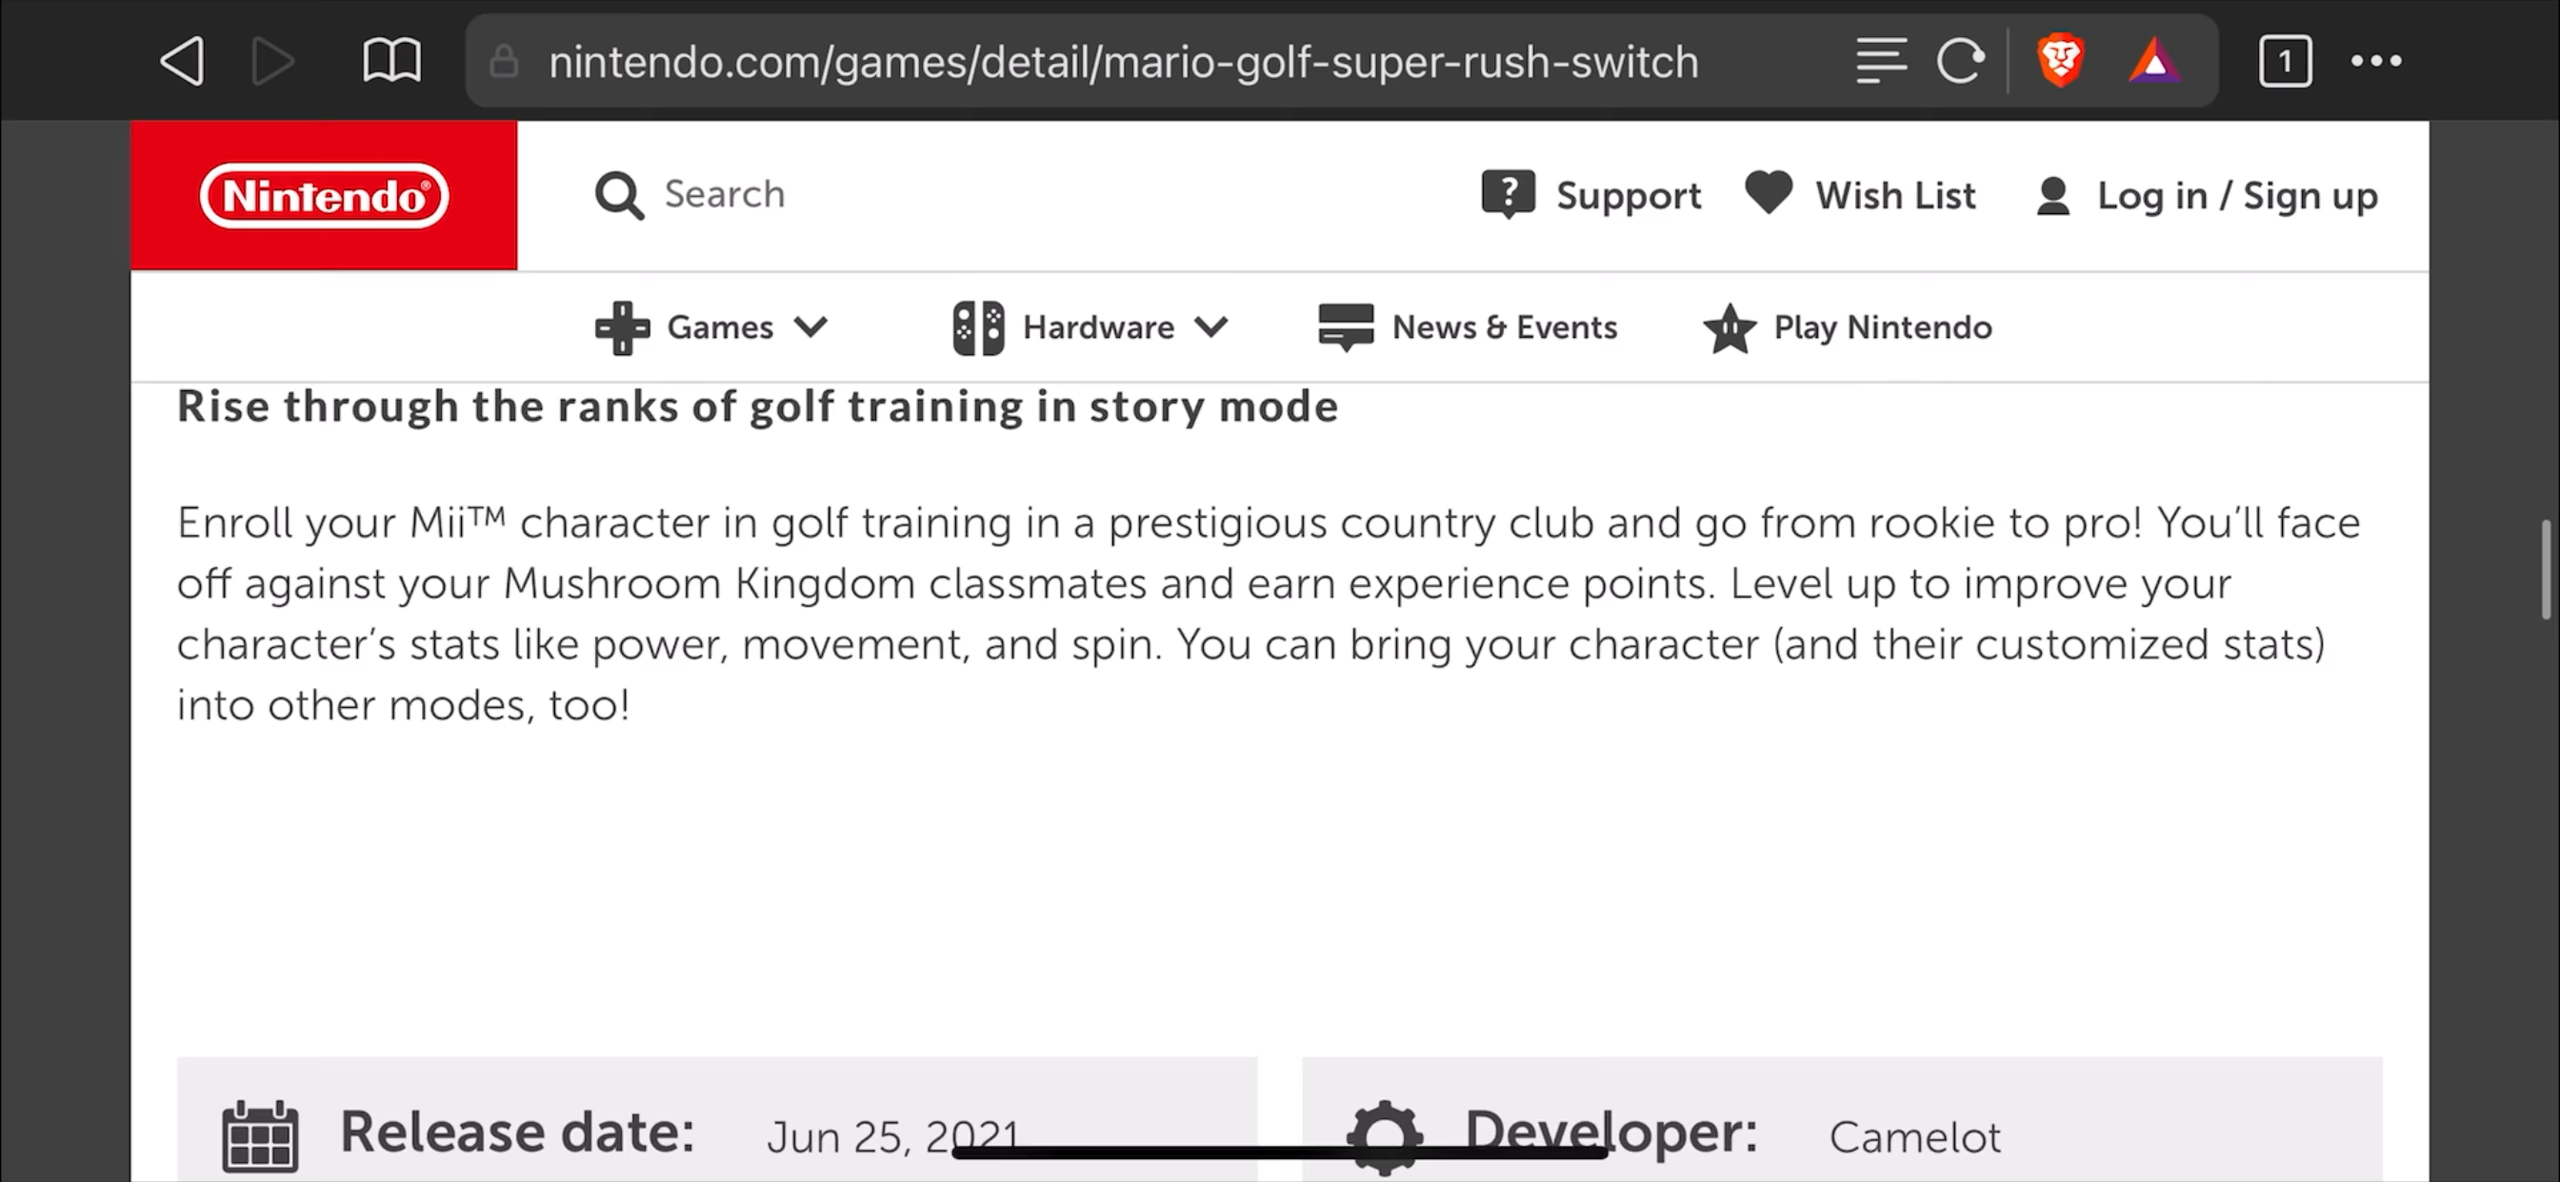 nintendo.com/games/detail/mario-golf-super-rush-switch
1
Nintendo®
Search
Support
Wish List
Log in / Sign up
Games
Hardware
News & Events
Play Nintendo
Rise through the ranks of golf training in story mode
Enroll your Mii™ character in golf training in a prestigious country club and go from rookie to pro! You’ll face
off against your Mushroom Kingdom classmates and earn experience points. Level up to improve your
character’s stats like power, movement, and spin. You can bring your character (and their customized stats)
into other modes, too!
Release date: Jun 25, 2021
Developer: Camelot